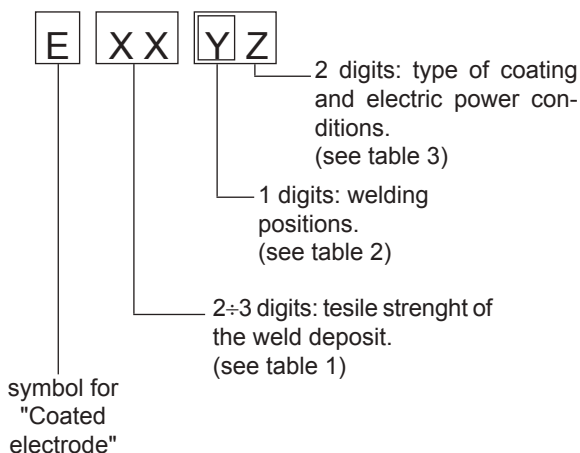 E XX YZ
2 digits: type of coating
and electric power con-
ditions.
(see table 3)
1 digits: welding
positions.
(see table 2)
2÷3 digits: tesile strenght of
the weld deposit.
(see table 1)
symbol for
"Coated
electrode"